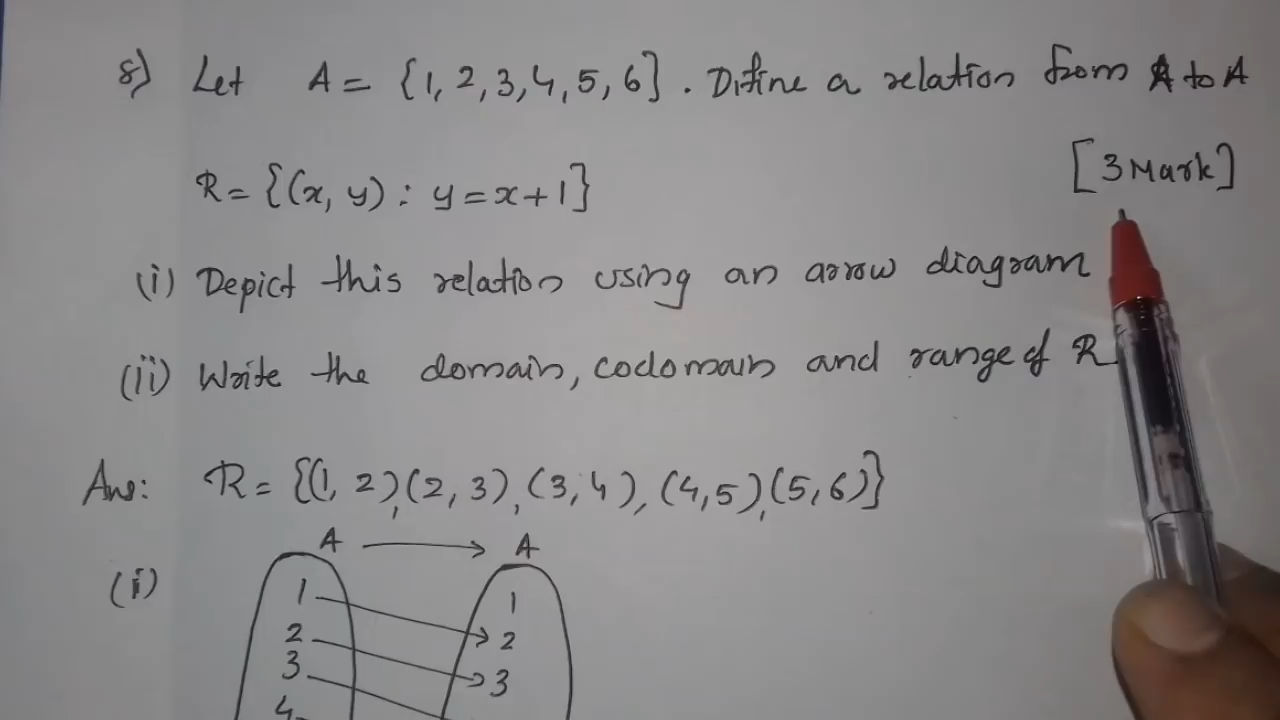 8) Let A = {1, 2, 3, 4, 5, 6}. Difine a relation from A to A
R = {(x, y) : y = x + 1}
[3 Mark]
(i) Depict this relation using an arrow diagram
(ii) Write the domain, codomain and range of R
Ans: R = {(1, 2), (2, 3), (3, 4), (4, 5), (5, 6)}
A → A
(i)
1 1
2 2
3 3
4